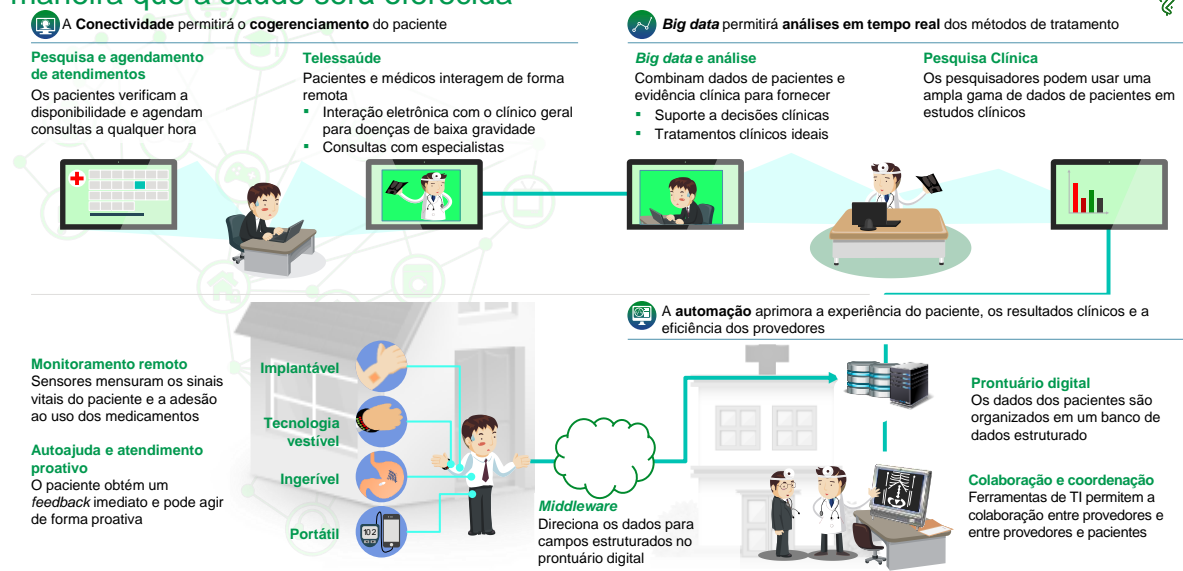 maneira que a saúde será oferecida
A Conectividade permitirá o cogerenciamento do paciente
Pesquisa e agendamento
de atendimentos
Os pacientes verificam a
disponibilidade e agendam
consultas a qualquer hora
Telessaúde
Pacientes e médicos interagem de forma
remota
▪ Interação eletrônica com o clínico geral
para doenças de baixa gravidade
▪ Consultas com especialistas
Big data permitirá análises em tempo real dos métodos de tratamento
Big data e análise
Combinam dados de pacientes e
evidência clínica para fornecer
▪ Suporte a decisões clínicas
▪ Tratamentos clínicos ideais
Pesquisa Clínica
Os pesquisadores podem usar uma
ampla gama de dados de pacientes em
estudos clínicos
Monitoramento remoto
Sensores mensuram os sinais
vitais do paciente e a adesão
ao uso dos medicamentos
Autoajuda e atendimento
proativo
O paciente obtém um
feedback imediato e pode agir
de forma proativa
Implantável
Tecnologia
vestível
Ingerível
Portátil
102
Middleware
Direciona os dados para
campos estruturados no
prontuário digital
A automação aprimora a experiência do paciente, os resultados clínicos e a
eficiência dos provedores
Prontuário digital
Os dados dos pacientes são
organizados em um banco de
dados estruturado
Colaboração e coordenação
Ferramentas de TI permitem a
colaboração entre provedores e
entre provedores e pacientes